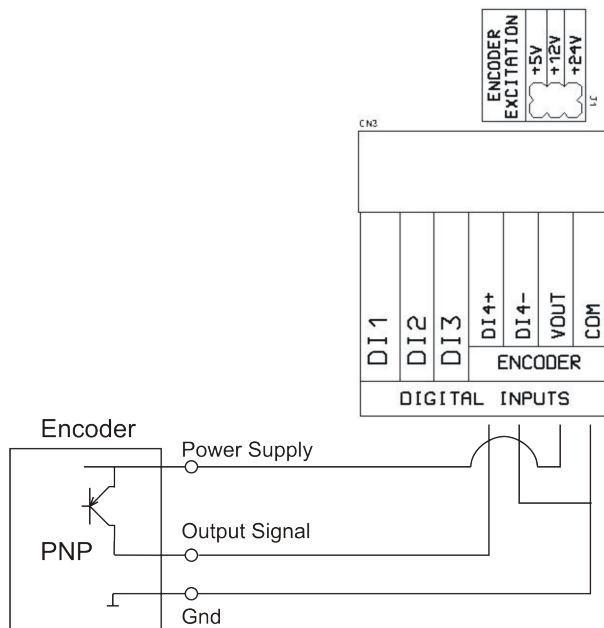 ENCODER
EXCITATION
+5V
+12V
+24V
J1
CN3
DI1
DI2
DI3
DI4+
DI4-
VOUT
COM
ENCODER
DIGITAL INPUTS
Encoder
Power Supply
Output Signal
PNP
Gnd